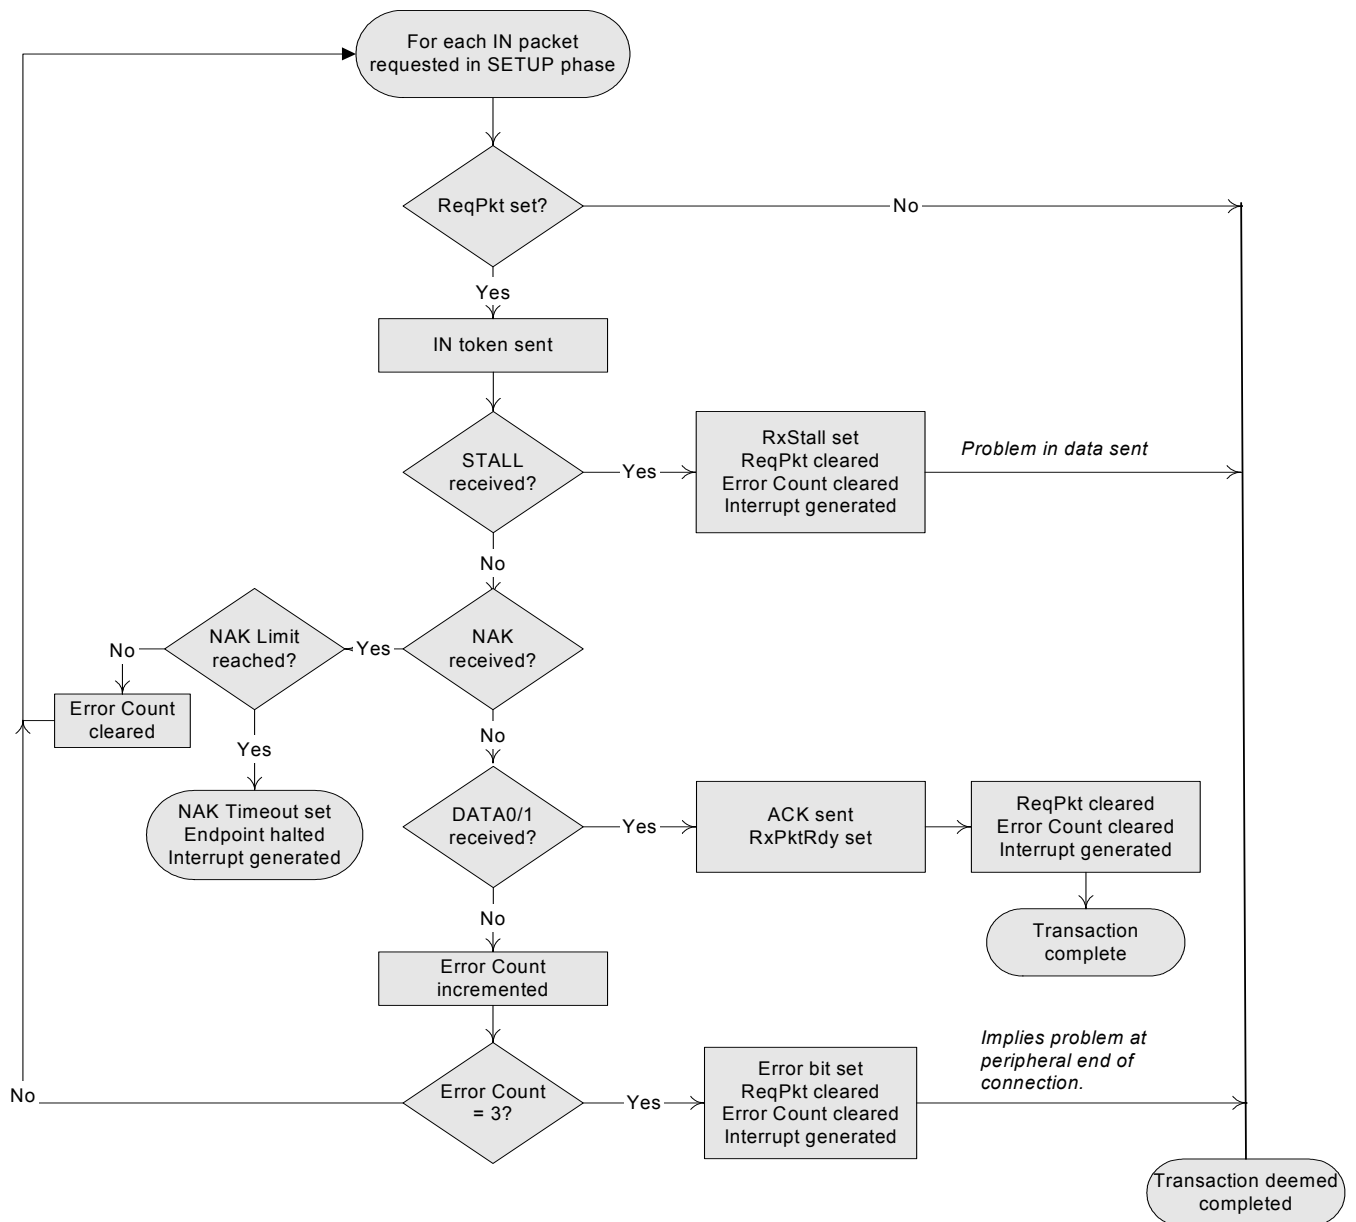 For each IN packet
requested in SETUP phase
ReqPkt set?
No
Yes
IN token sent
STALL
received?
Yes
RxStall set
ReqPkt cleared
Error Count cleared
Interrupt generated
Problem in data sent
No
NAK Limit
reached?
No
Yes
NAK
received?
Error Count
cleared
Yes
No
NAK Timeout set
Endpoint halted
Interrupt generated
DATA0/1
received?
Yes
ACK sent
RxPktRdy set
ReqPkt cleared
Error Count cleared
Interrupt generated
No
Transaction
complete
Error Count
incremented
No
Error Count
= 3?
Yes
Error bit set
ReqPkt cleared
Error Count cleared
Interrupt generated
Implies problem at
peripheral end of
connection.
Transaction deemed
completed